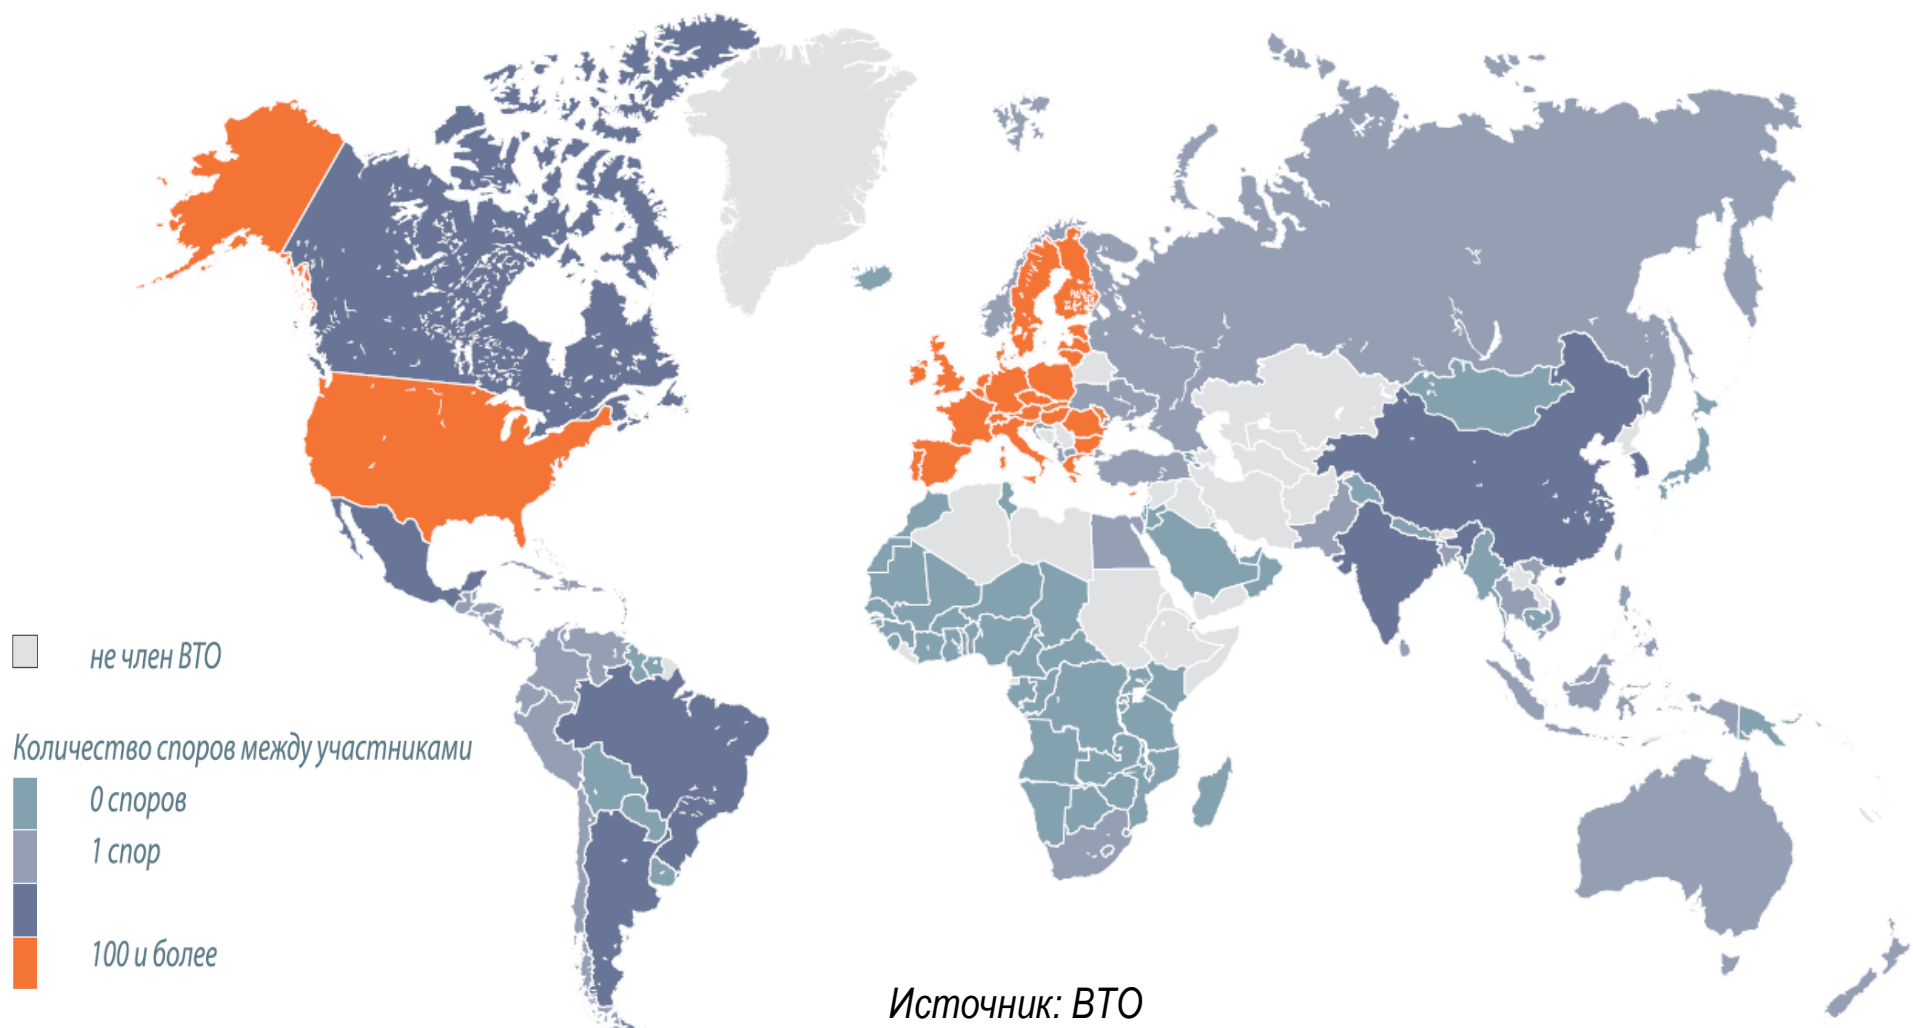 не член ВТО
Количество споров между участниками
0 споров
1 спор
100 и более
Источник: ВТО